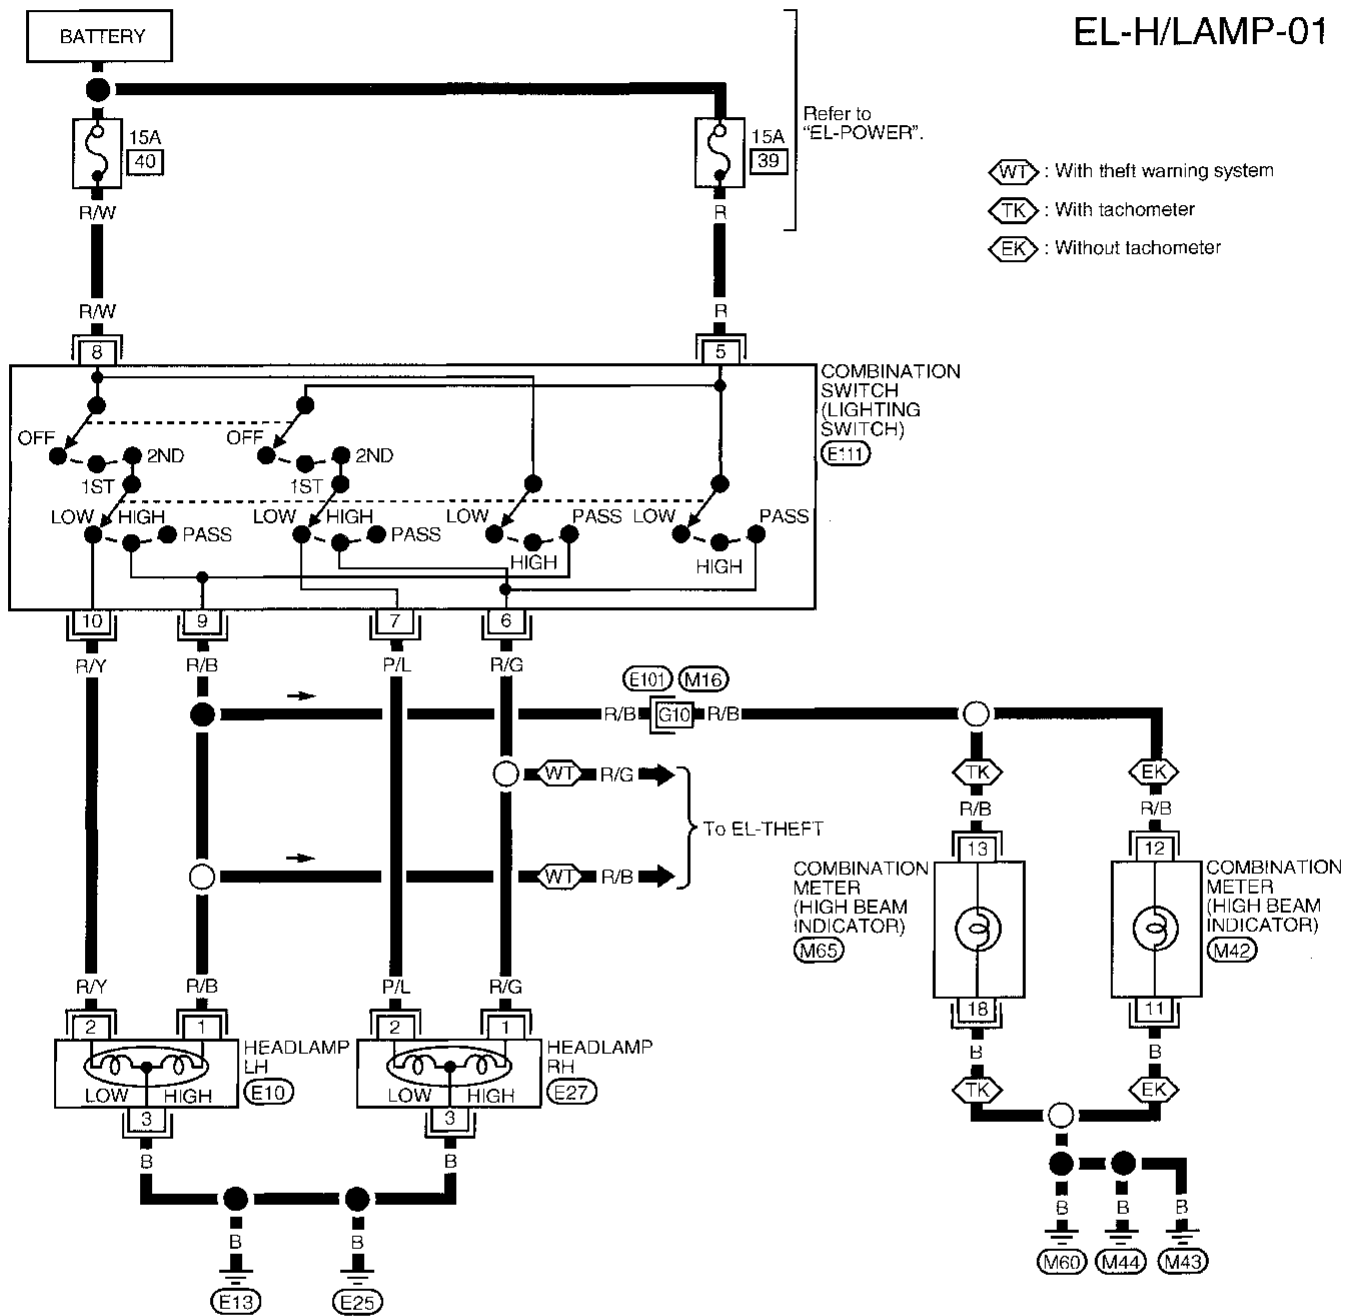 EL-H/LAMP-01
BATTERY
15A
40
15A
39
Refer to
"EL-POWER".
WT : With theft warning system
TK : With tachometer
EK : Without tachometer
R/W
R
R/W
R
8
5
COMBINATION
SWITCH
(LIGHTING
SWITCH)
E111
OFF
2ND
1ST
OFF
2ND
1ST
LOW
HIGH
PASS
LOW
HIGH
PASS
LOW
PASS
HIGH
LOW
PASS
HIGH
10
9
7
6
R/Y
R/B
P/L
R/G
E101
M16
R/B
G10
R/B
WT
R/G
To EL-THEFT
WT
R/B
TK
EK
R/B
R/B
13
12
COMBINATION
METER
(HIGH BEAM
INDICATOR)
M65
COMBINATION
METER
(HIGH BEAM
INDICATOR)
M42
18
11
B
B
TK
EK
R/Y
R/B
P/L
R/G
2
1
2
1
HEADLAMP
LH
E10
LOW
HIGH
HEADLAMP
RH
E27
LOW
HIGH
3
3
B
B
B
B
E13
E25
B
B
B
M60
M44
M43